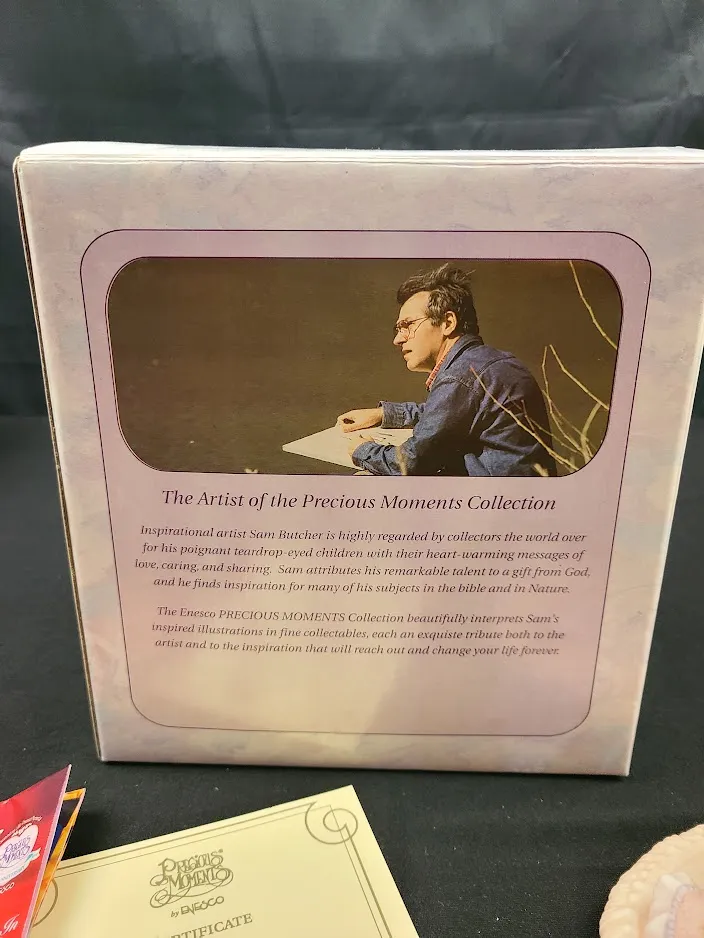 The Artist of the Precious Moments Collection
Inspirational artist Sam Butcher is highly regarded by collectors the world over
for his poignant teardrop-eyed children with their heart-warming messages of
love, caring, and sharing. Sam attributes his remarkable talent to a gift from God,
and he finds inspiration for many of his subjects in the bible and in Nature.
The Enesco PRECIOUS MOMENTS Collection beautifully interprets Sam's
inspired illustrations in fine collectables, each an exquiste tribute both to the
artist and to the inspiration that will reach out and change your life forever.
PRECIOUS
MOMENTS
by ENESCO
RTIFICATE
In